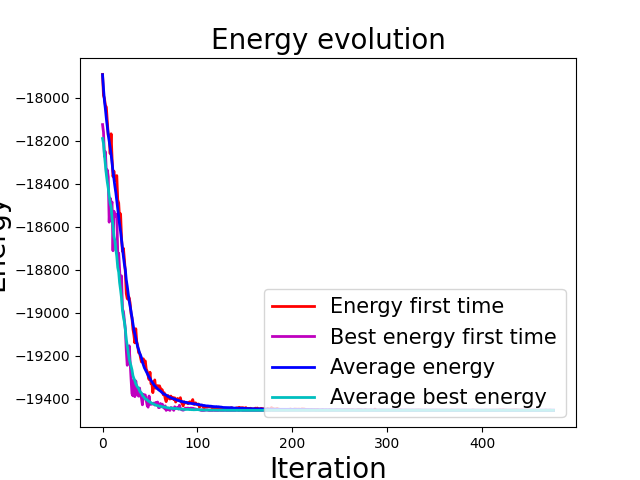 Energy evolution
Energy
−18000
−18200
−18400
−18600
−18800
−19000
−19200
−19400
Energy first time
Best energy first time
Average energy
Average best energy
0
100
200
300
400
Iteration